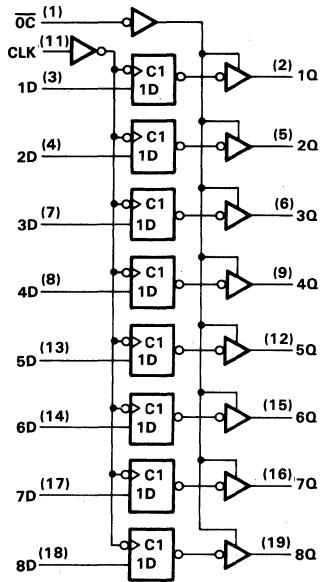 O̅C̅ (1)
CLK (11)
C1 (2)
1D (3) 1D 1Q
C1 (5)
2D (4) 1D 2Q
C1 (6)
3D (7) 1D 3Q
C1 (9)
4D (8) 1D 4Q
C1 (12)
5D (13) 1D 5Q
C1 (15)
6D (14) 1D 6Q
C1 (16)
7D (17) 1D 7Q
C1 (19)
8D (18) 1D 8Q